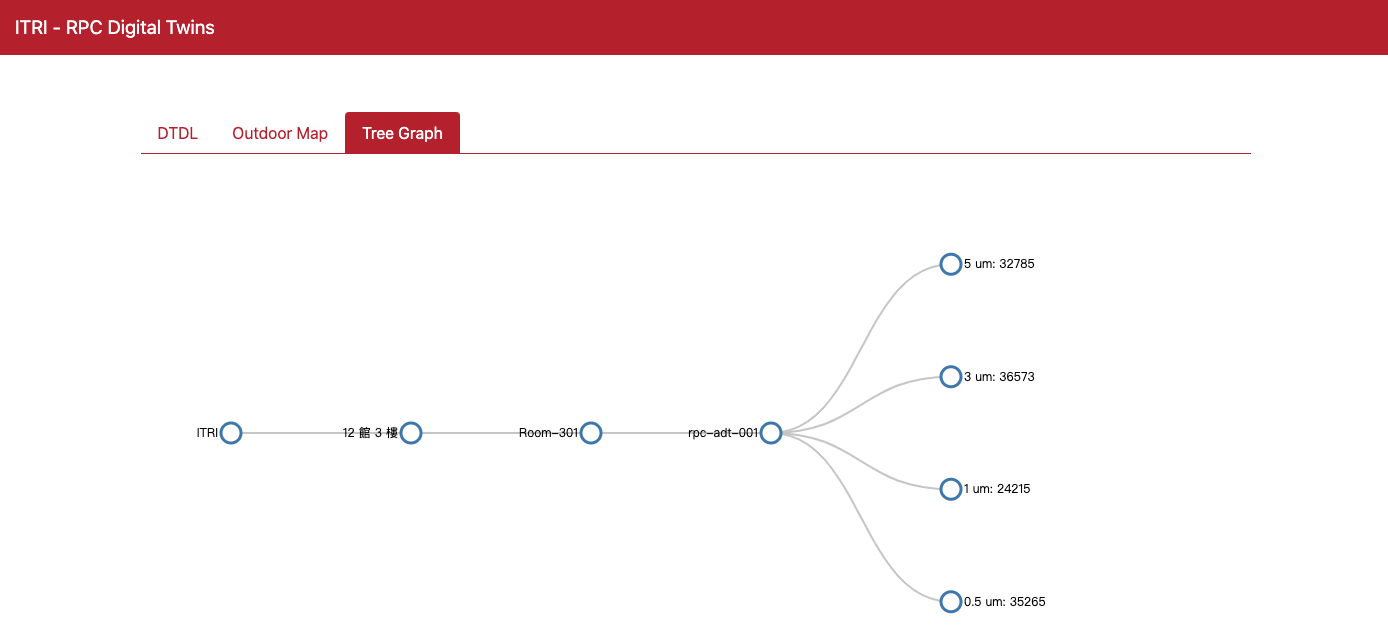 ITRI - RPC Digital Twins
DTDL
Outdoor Map
Tree Graph
5 um: 32785
3 um: 36573
ITRI
12 館 3 樓
Room-301
rpc-adt-001
1 um: 24215
0.5 um: 35265